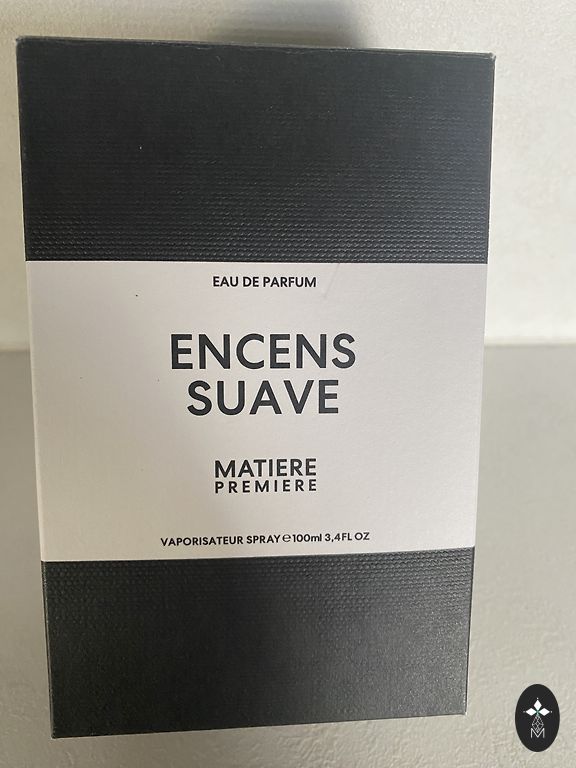 EAU DE PARFUM
ENCENS
SUAVE
MATIERE
PREMIERE
VAPORISATEUR SPRAY ℮100ml 3,4FL OZ
M